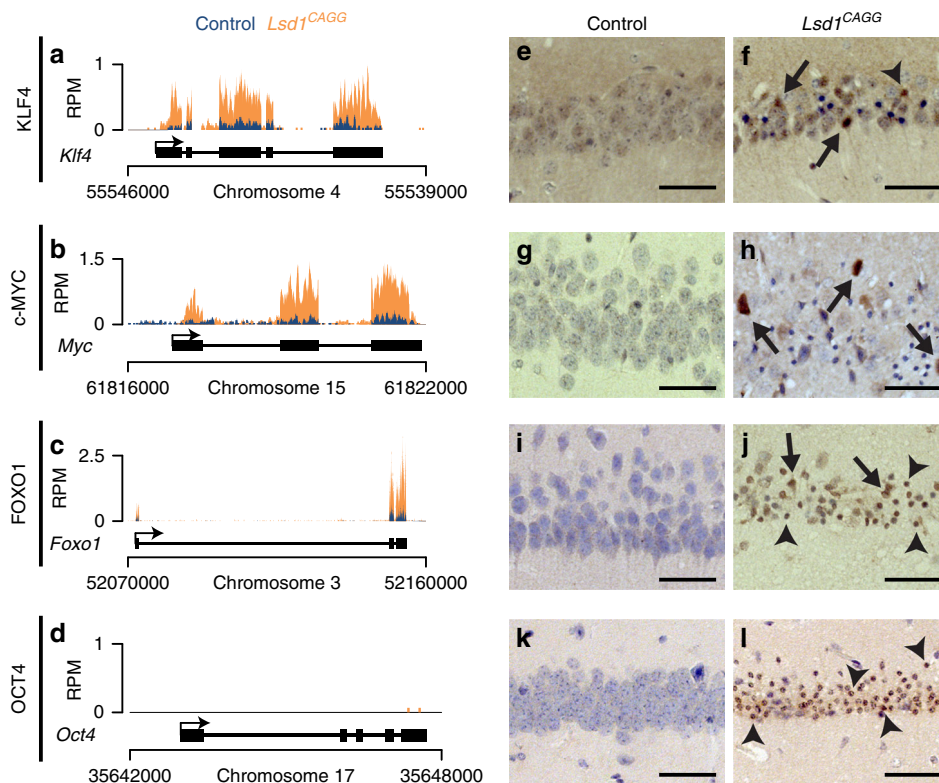 Control Lsd1CAGG
Control
Lsd1CAGG
KLF4
a
1
RPM
0
Klf4
55546000 Chromosome 4 55539000
e
f
c-MYC
b
1.5
RPM
0
Myc
61816000 Chromosome 15 61822000
g
h
FOXO1
c
2.5
RPM
0
Foxo1
52070000 Chromosome 3 52160000
i
j
OCT4
d
1
RPM
0
Oct4
35642000 Chromosome 17 35648000
k
l